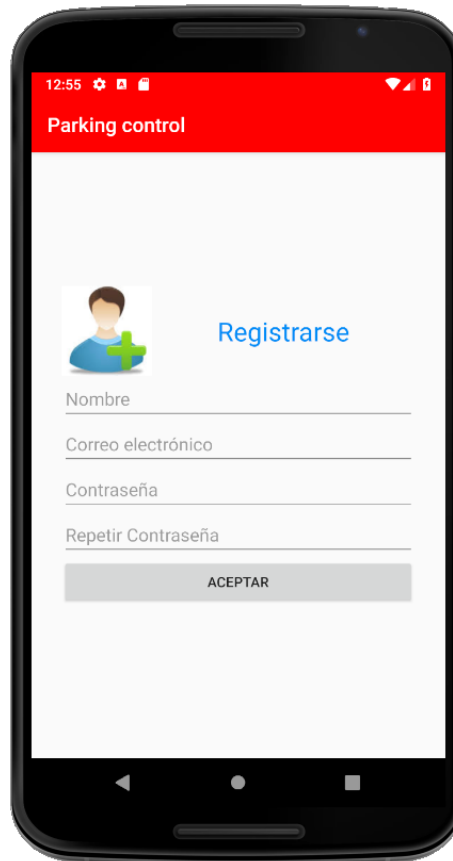 12:55
Parking control
Registrarse
Nombre
Correo electrónico
Contraseña
Repetir Contraseña
ACEPTAR